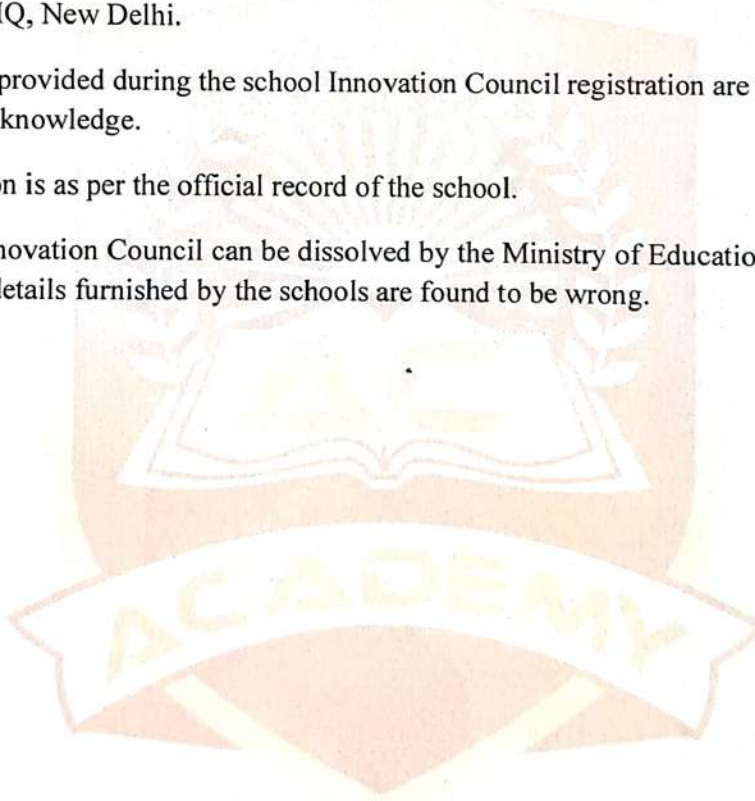 IQ, New Delhi.
provided during the school Innovation Council registration are
knowledge.
on is as per the official record of the school.
novation Council can be dissolved by the Ministry of Educatio
details furnished by the schools are found to be wrong.
AC
ACADEMY